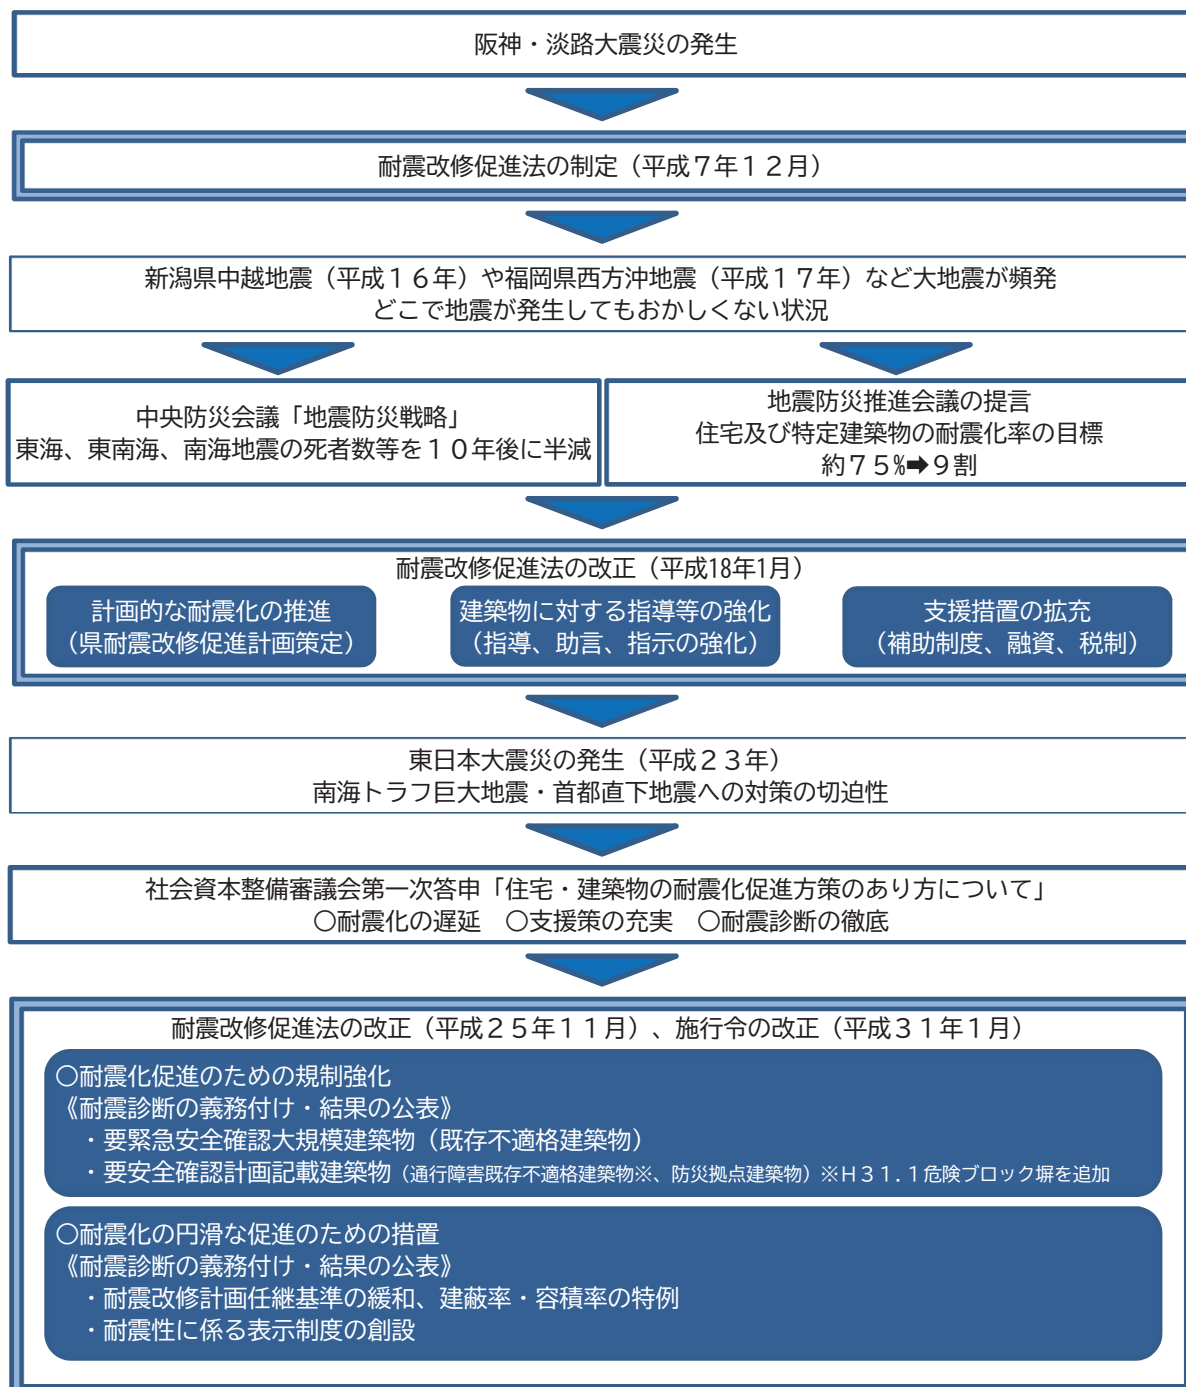 阪神・淡路大震災の発生
耐震改修促進法の制定（平成７年１２月）
新潟県中越地震（平成１６年）や福岡県西方沖地震（平成１７年）など大地震が頻発
どこで地震が発生してもおかしくない状況
中央防災会議「地震防災戦略」
東海、東南海、南海地震の死者数等を１０年後に半減
地震防災推進会議の提言
住宅及び特定建築物の耐震化率の目標
約７５%➡９割
耐震改修促進法の改正（平成18年1月）
計画的な耐震化の推進
（県耐震改修促進計画策定）
建築物に対する指導等の強化
（指導、助言、指示の強化）
支援措置の拡充
（補助制度、融資、税制）
東日本大震災の発生（平成２３年）
南海トラフ巨大地震・首都直下地震への対策の切迫性
社会資本整備審議会第一次答申「住宅・建築物の耐震化促進方策のあり方について」
○耐震化の遅延　○支援策の充実　○耐震診断の徹底
耐震改修促進法の改正（平成２５年１１月）、施行令の改正（平成３１年１月）
○耐震化促進のための規制強化
《耐震診断の義務付け・結果の公表》
・要緊急安全確認大規模建築物（既存不適格建築物）
・要安全確認計画記載建築物（通行障害既存不適格建築物※、防災拠点建築物）※Ｈ３１.１危険ブロック塀を追加
○耐震化の円滑な促進のための措置
《耐震診断の義務付け・結果の公表》
・耐震改修計画任継基準の緩和、建蔽率・容積率の特例
・耐震性に係る表示制度の創設